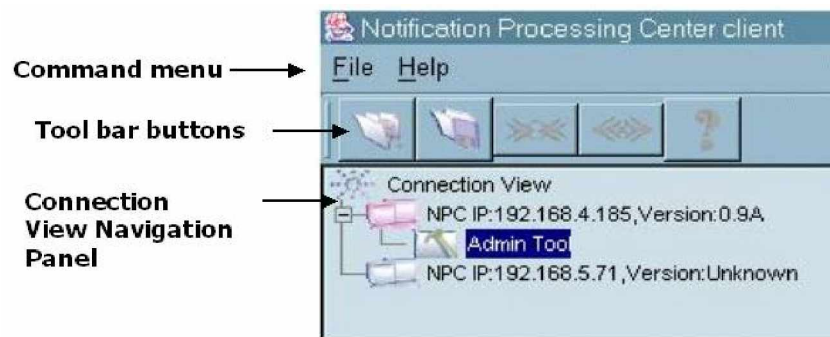 Notification Processing Center client
Command menu
File Help
Tool bar buttons
?
Connection View
Connection
View Navigation
Panel
NPC IP:192.168.4.185,Version:0.9A
Admin Tool
NPC IP:192.168.5.71,Version:Unknown